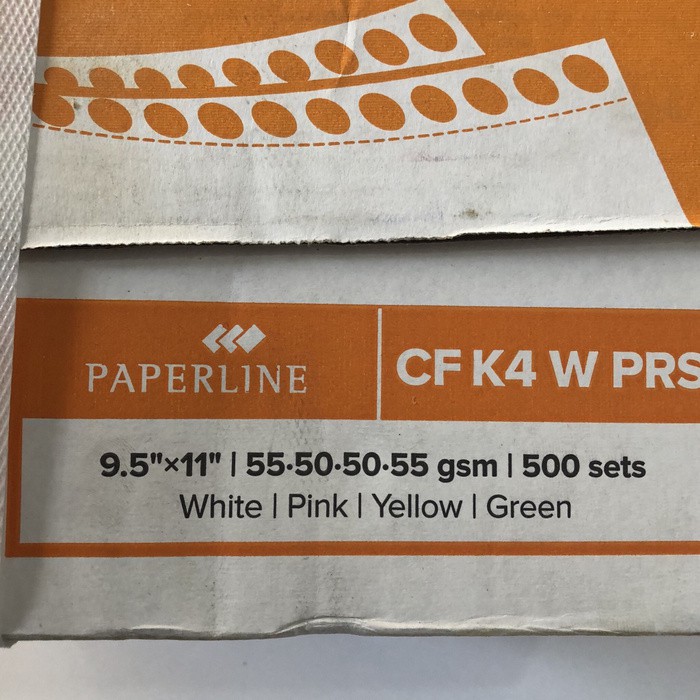 PAPERLINE
CF K4 W PRS
9.5"×11" | 55·50·50·55 gsm | 500 sets
White | Pink | Yellow | Green